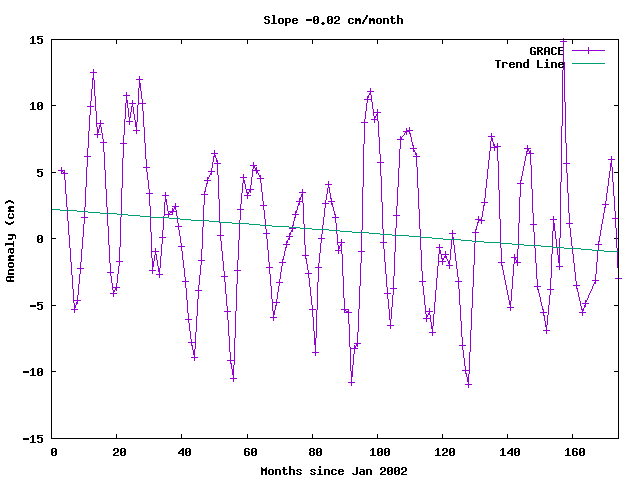 Slope -0.02 cm/month
GRACE
Trend Line
15
10
5
0
-5
-10
-15
Anomaly (cm)
0 20 40 60 80 100 120 140 160
Months since Jan 2002